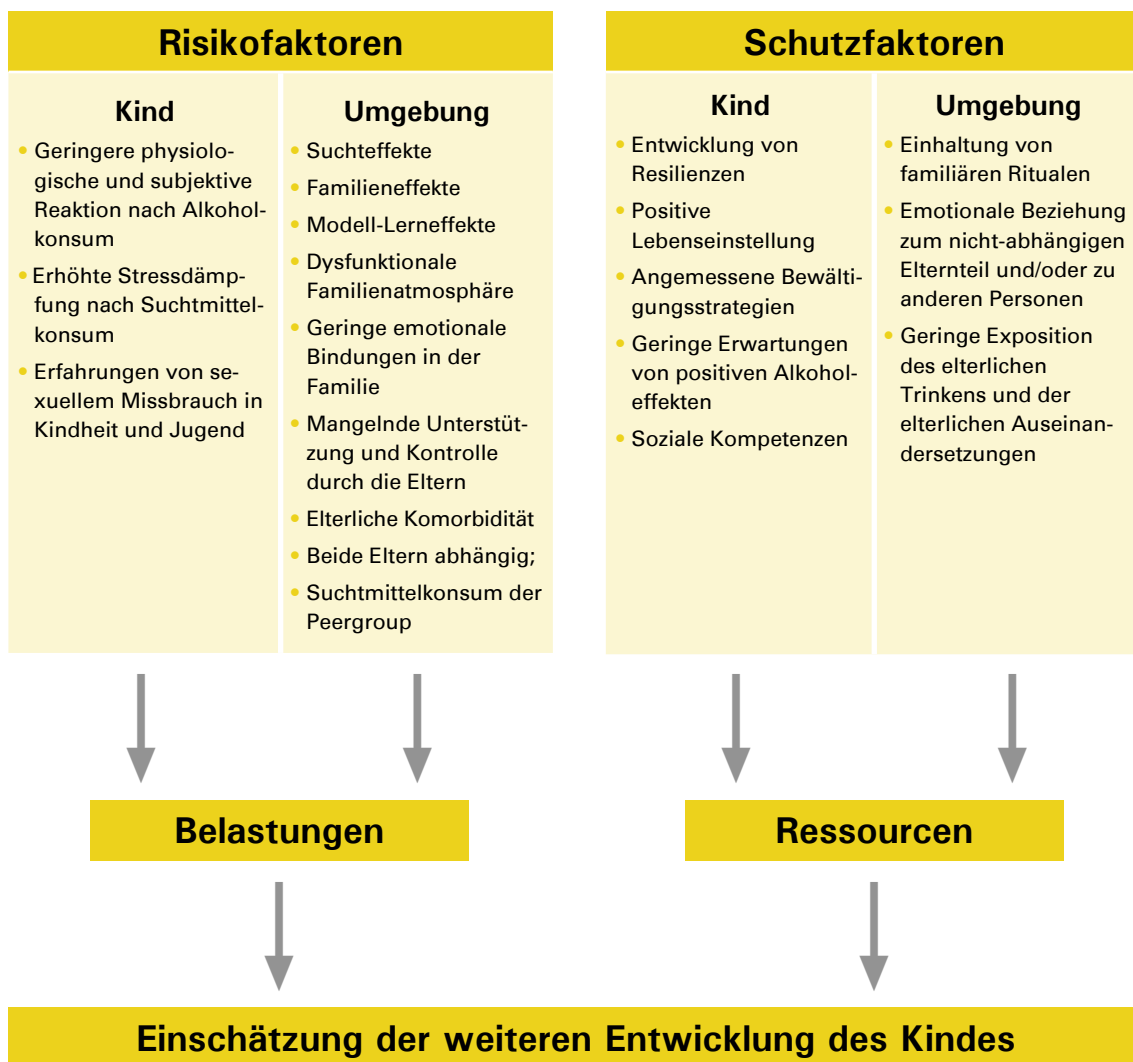 Risikofaktoren
Kind
• Geringere physiolo-
gische und subjektive
Reaktion nach Alkohol-
konsum
• Erhöhte Stressdämp-
fung nach Suchtmittel-
konsum
• Erfahrungen von se-
xuellem Missbrauch in
Kindheit und Jugend
Umgebung
• Suchteffekte
• Familieneffekte
• Modell-Lerneffekte
• Dysfunktionale
Familienatmosphäre
• Geringe emotionale
Bindungen in der
Familie
• Mangelnde Unterstüt-
zung und Kontrolle
durch die Eltern
• Elterliche Komorbidität
• Beide Eltern abhängig;
• Suchtmittelkonsum der
Peergroup
Schutzfaktoren
Kind
• Entwicklung von
Resilienzen
• Positive
Lebenseinstellung
• Angemessene Bewälti-
gungsstrategien
• Geringe Erwartungen
von positiven Alkohol-
effekten
• Soziale Kompetenzen
Umgebung
• Einhaltung von
familiären Ritualen
• Emotionale Beziehung
zum nicht-abhängigen
Elternteil und/oder zu
anderen Personen
• Geringe Exposition
des elterlichen
Trinkens und der
elterlichen Auseinan-
dersetzungen
Belastungen
Ressourcen
Einschätzung der weiteren Entwicklung des Kindes